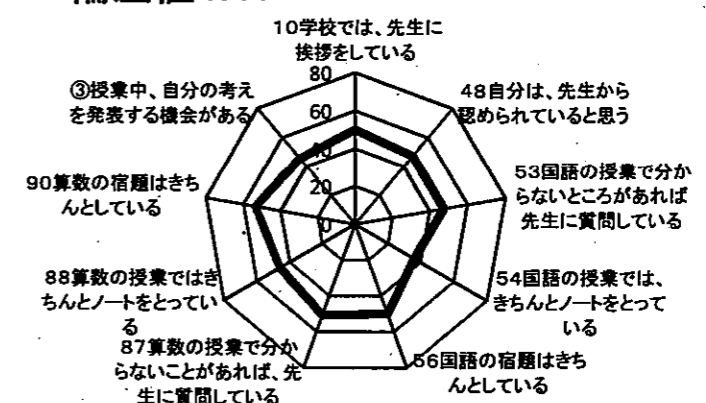 10学校では、先生に
挨拶をしている
80
60
40
20
0
48自分は、先生から
認められていると思う
53国語の授業で分か
らないところがあれば
先生に質問している
54国語の授業では、
きちんとノートをとって
いる
56国語の宿題はきち
んとしている
87算数の授業で分か
らないことがあれば、先
生に質問している
88算数の授業ではき
ちんとノートをとってい
る
90算数の宿題はきち
んとしている
③授業中、自分の考え
を発表する機会がある